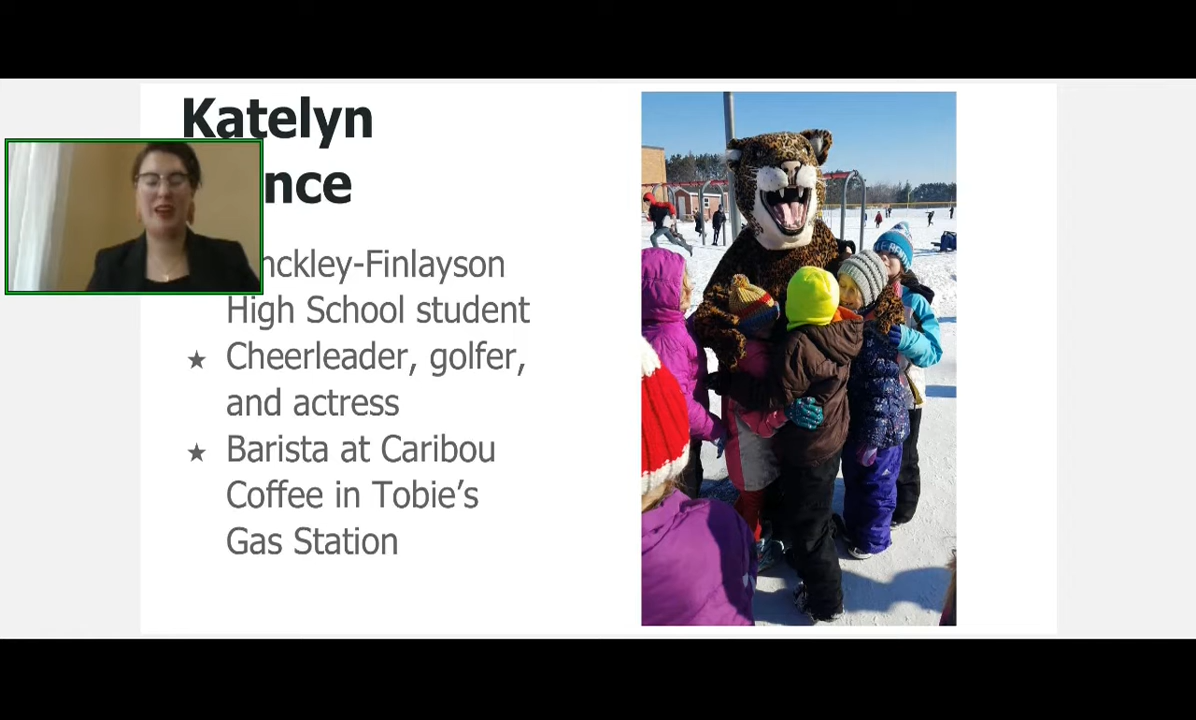 Katelyn
nce
nckley-Finlayson
High School student
★ Cheerleader, golfer,
and actress
★ Barista at Caribou
Coffee in Tobie's
Gas Station